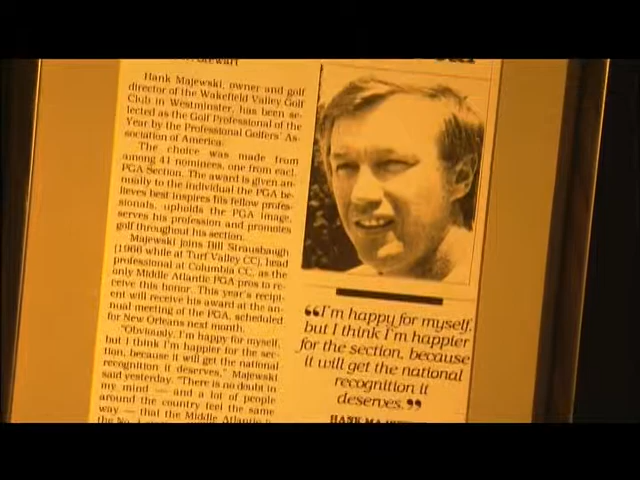 Stewart
Hank Majewski, owner and golf
director of the Wakefield Valley Golf
Club in Westminster, has been se-
lected as the Golf Professional of the
Year by the Professional Golfers' As-
sociation of America.
The choice was made from
among 41 nominees, one from each
PGA Section. The award is given an-
nually to the individual the PGA be-
lieves best inspires his fellow profes-
sionals, upholds the PGA image,
serves his profession and promotes
golf throughout his section.
Majewski joins Bill Strausbaugh
(1966 while at Turf Valley CC), head
professional at Columbia CC, as the
only Middle Atlantic PGA pros to re-
ceive this honor. This year's recipi-
ent will receive his award at the an-
nual meeting of the PGA, scheduled
for New Orleans next month.
"Obviously, I'm happy for myself,
but I think I'm happier for the sec-
tion, because it will get the national
recognition it deserves," Majewski
said yesterday. "There is no doubt in
my mind — and a lot of people
around the country feel the same
way — that the Middle Atlantic is
the No. 1
“I'm happy for myself,
but I think I'm happier
for the section, because
it will get the national
recognition it
deserves.”
HANK MAJEWSKI